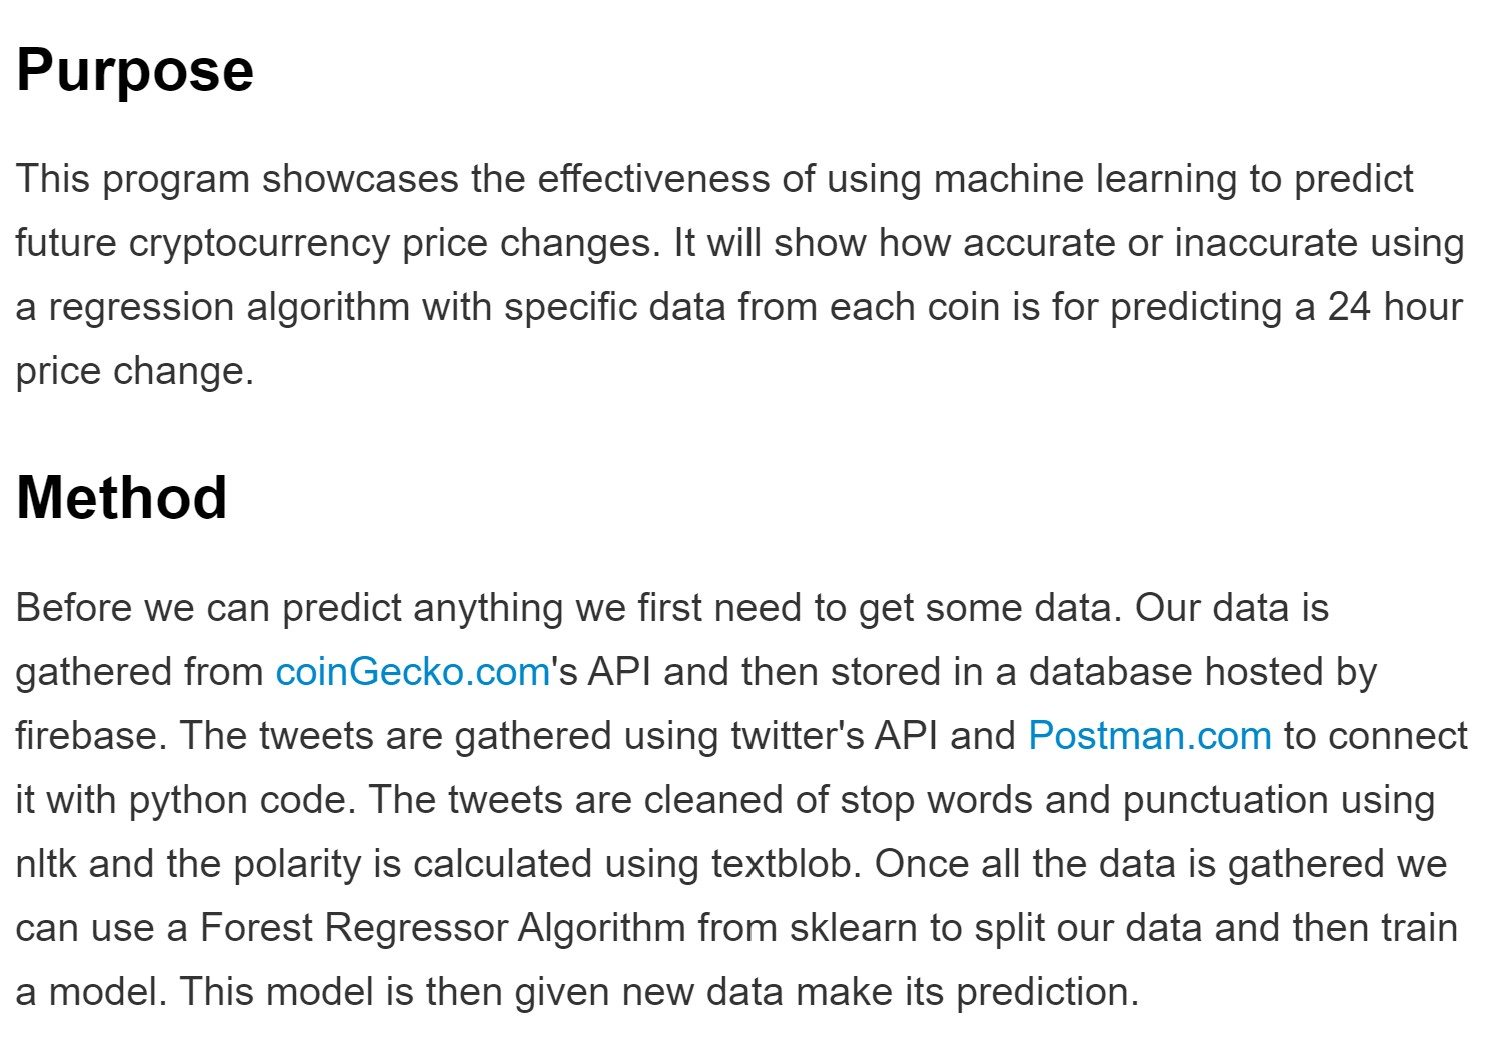 Purpose
This program showcases the effectiveness of using machine learning to predict
future cryptocurrency price changes. It will show how accurate or inaccurate using
a regression algorithm with specific data from each coin is for predicting a 24 hour
price change.
Method
Before we can predict anything we first need to get some data. Our data is
gathered from coinGecko.com's API and then stored in a database hosted by
firebase. The tweets are gathered using twitter's API and Postman.com to connect
it with python code. The tweets are cleaned of stop words and punctuation using
nltk and the polarity is calculated using textblob. Once all the data is gathered we
can use a Forest Regressor Algorithm from sklearn to split our data and then train
a model. This model is then given new data make its prediction.